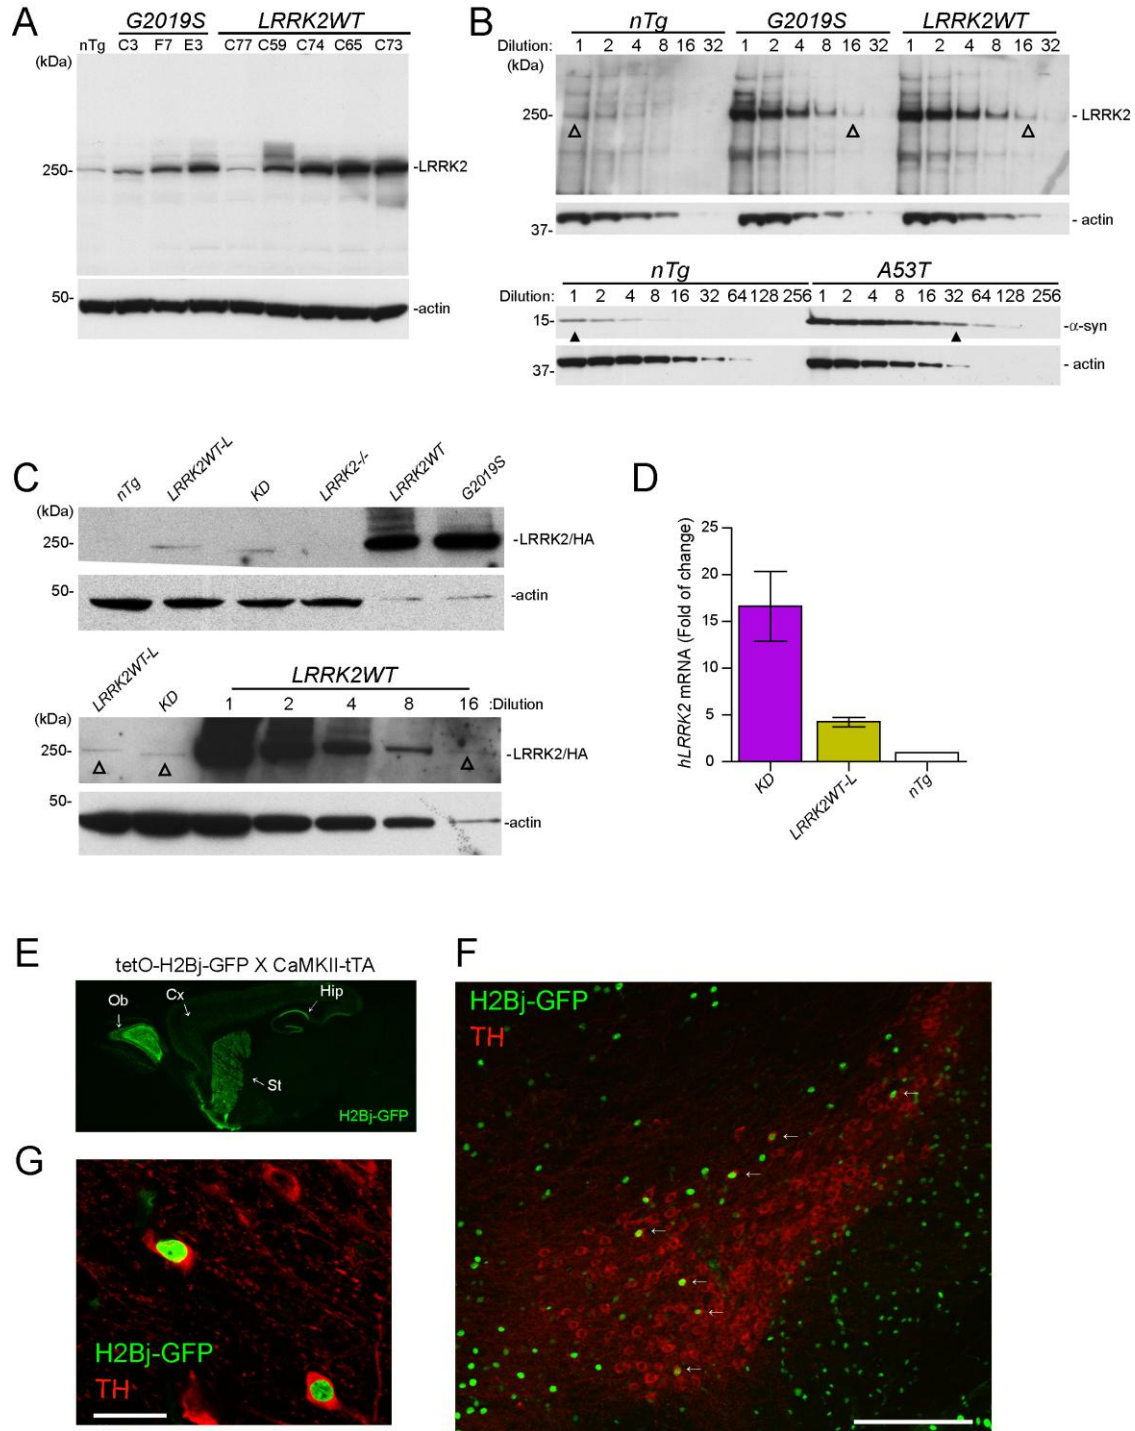 A
G2019S LRRK2WT
nTg C3 F7 E3 C77 C59 C74 C65 C73
(kDa)
250- -LRRK2
50- -actin
B
nTg G2019S LRRK2WT
Dilution: 1 2 4 8 16 32 1 2 4 8 16 32 1 2 4 8 16 32
(kDa)
250- - LRRK2
37- - actin
nTg A53T
Dilution: 1 2 4 8 16 32 64 128 256 1 2 4 8 16 32 64 128 256
15- -α-syn
37- - actin
C
nTg LRRK2WT-L KD LRRK2-/- LRRK2WT G2019S
(kDa)
250- -LRRK2/HA
50- -actin
LRRK2WT-L KD LRRK2WT
1 2 4 8 16 :Dilution
(kDa)
250- -LRRK2/HA
50- -actin
D
hLRRK2 mRNA (Fold of change)
25
20
15
10
5
0
KD LRRK2WT-L nTg
E
tetO-H2Bj-GFP X CaMKII-tTA
Ob Cx Hip
St
H2Bj-GFP
F
H2Bj-GFP
TH
G
H2Bj-GFP
TH